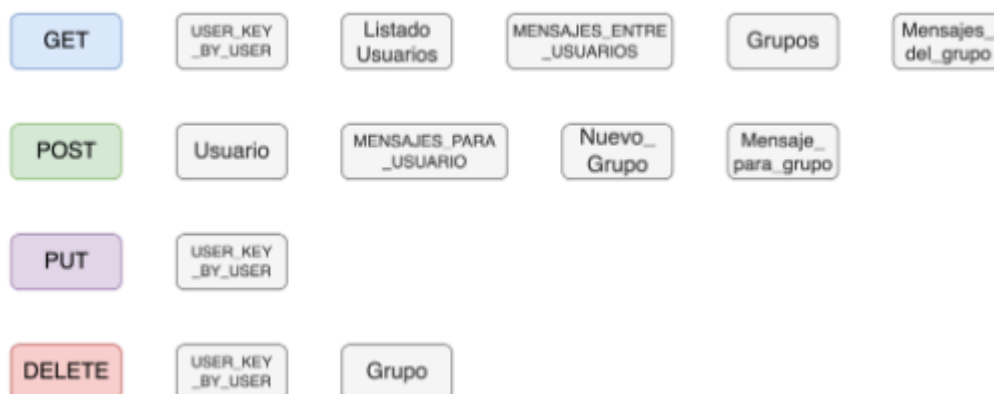 GET
USER_KEY
_BY_USER
Listado
Usuarios
MENSAJES_ENTRE
_USUARIOS
Grupos
Mensajes_
del_grupo
POST
Usuario
MENSAJES_PARA
_USUARIO
Nuevo_
Grupo
Mensaje_
para_grupo
PUT
USER_KEY
_BY_USER
DELETE
USER_KEY
_BY_USER
Grupo